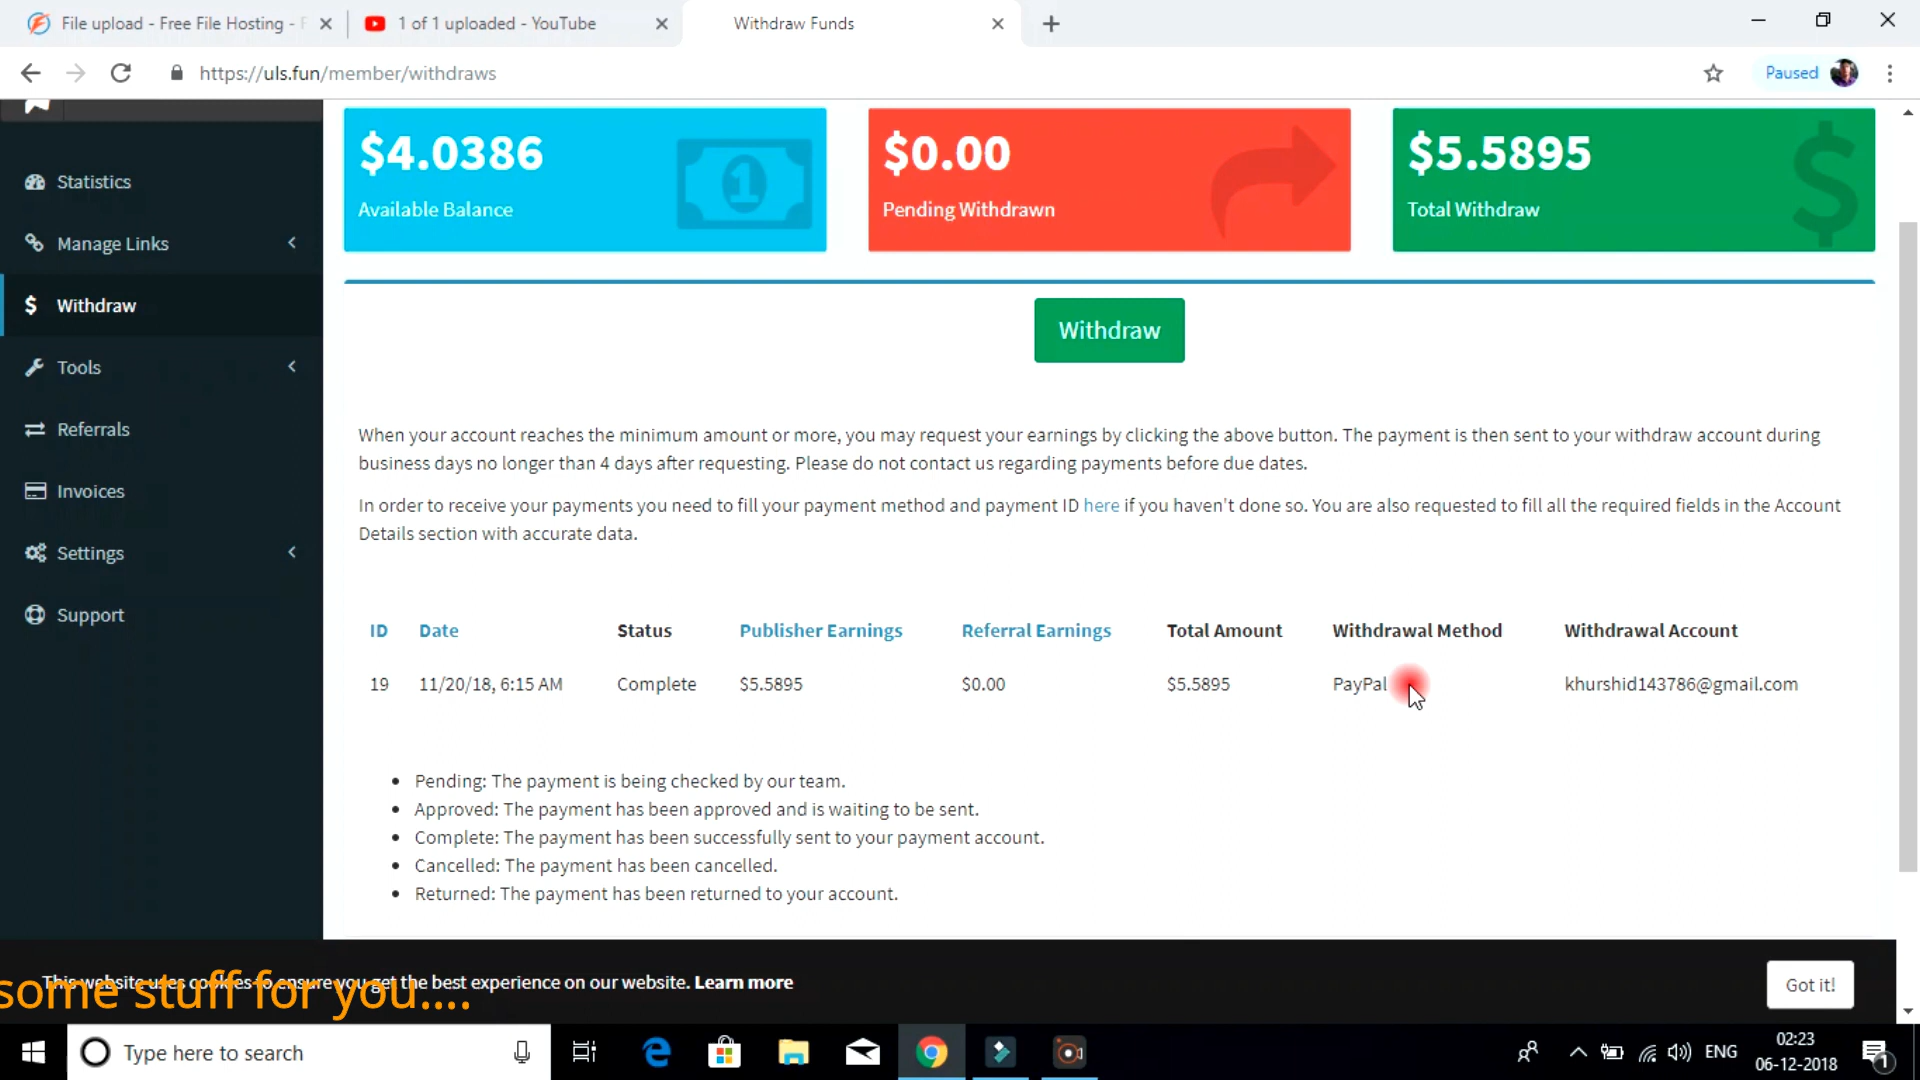 File upload - Free File Hosting - F
1 of 1 uploaded - YouTube
Withdraw Funds
https://uls.fun/member/withdraws
Paused
$4.0386
Available Balance
$0.00
Pending Withdrawn
$5.5895
Total Withdraw
Statistics
Manage Links
Withdraw
Tools
Referrals
Invoices
Settings
Support
Withdraw
When your account reaches the minimum amount or more, you may request your earnings by clicking the above button. The payment is then sent to your withdraw account during
business days no longer than 4 days after requesting. Please do not contact us regarding payments before due dates.
In order to receive your payments you need to fill your payment method and payment ID here if you haven't done so. You are also requested to fill all the required fields in the Account
Details section with accurate data.
ID Date Status Publisher Earnings Referral Earnings Total Amount Withdrawal Method Withdrawal Account
19 11/20/18, 6:15 AM Complete $5.5895 $0.00 $5.5895 PayPal khurshid143786@gmail.com
Pending: The payment is being checked by our team.
Approved: The payment has been approved and is waiting to be sent.
Complete: The payment has been successfully sent to your payment account.
Cancelled: The payment has been cancelled.
Returned: The payment has been returned to your account.
This website uses cookies to ensure you get the best experience on our website. Learn more
Got it!
some stuff for you....
Type here to search
ENG
02:23
06-12-2018
1